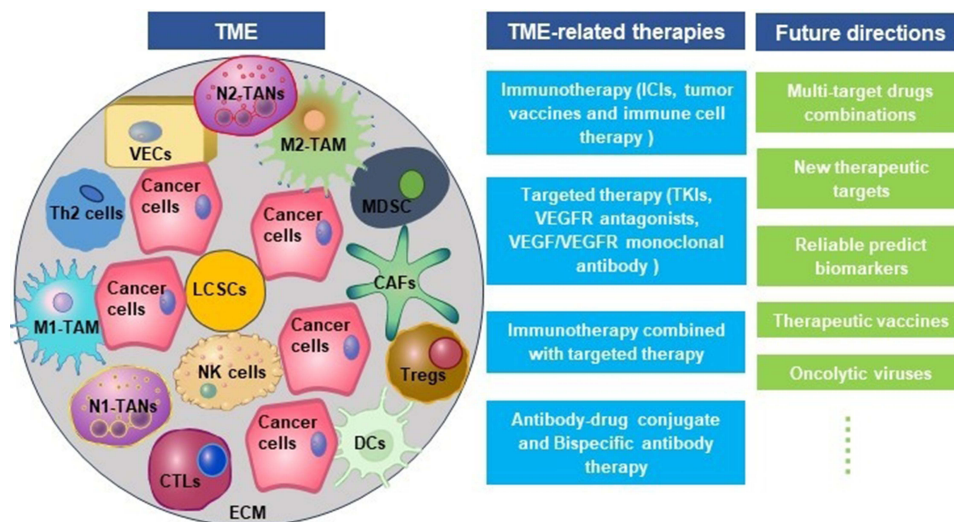 TME
N2-TANs
M2-TAM
VECs
Th2 cells
Cancer
cells
Cancer
cells
MDSC
Cancer
cells
LCSCs
CAFs
M1-TAM
NK cells
Cancer
cells
Tregs
N1-TANs
Cancer
cells
DCs
CTLs
ECM
TME-related therapies
Immunotherapy (ICIs, tumor
vaccines and immune cell
therapy )
Targeted therapy (TKIs,
VEGFR antagonists,
VEGF/VEGFR monoclonal
antibody )
Immunotherapy combined
with targeted therapy
Antibody-drug conjugate
and Bispecific antibody
therapy
Future directions
Multi-target drugs
combinations
New therapeutic
targets
Reliable predict
biomarkers
Therapeutic vaccines
Oncolytic viruses